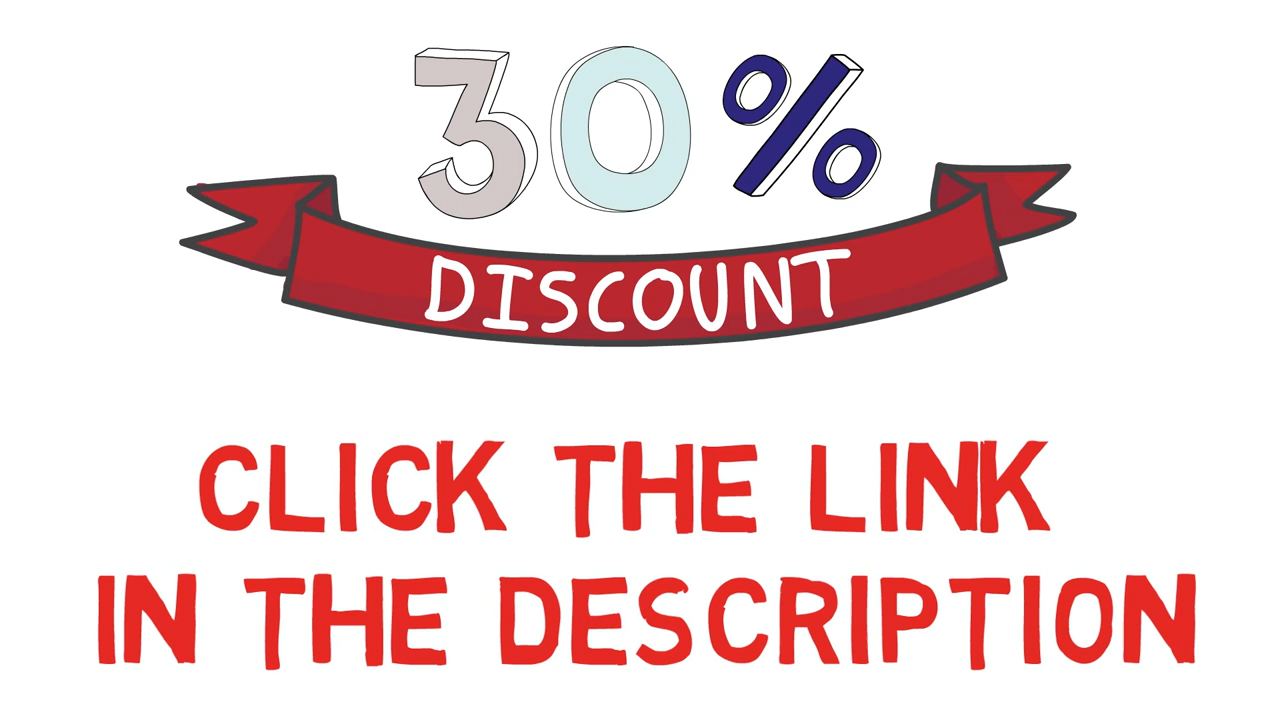 30%
DISCOUNT
CLICK THE LINK
IN THE DESCRIPTION